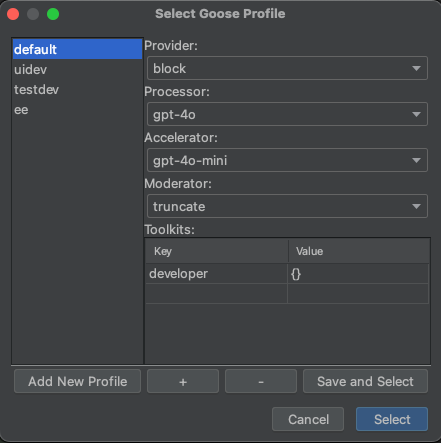 Select Goose Profile
default
uidev
testdev
ee
Provider:
block
Processor:
gpt-4o
Accelerator:
gpt-4o-mini
Moderator:
truncate
Toolkits:
Key Value
developer {}
Add New Profile + - Save and Select
Cancel Select